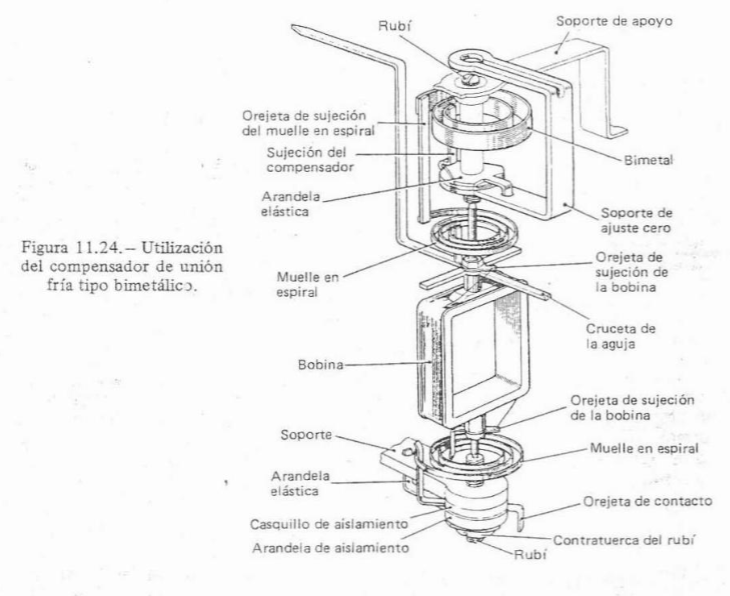 Rubí
Soporte de apoyo
Orejeta de sujeción
del muelle en espiral
Sujeción del
compensador
Arandela
elástica
Bimetal
Soporte de
ajuste cero
Figura 11.24.— Utilización
del compensador de unión
fría tipo bimetálico.
Muelle en
espiral
Orejeta de
sujeción de
la bobina
Cruceta de
la aguja
Bobina
Orejeta de sujeción
de la bobina
Soporte
Muelle en espiral
Arandela
elástica
Orejeta de contacto
Casquillo de aislamiento
Arandela de aislamiento
Contratuerca del rubí
Rubí